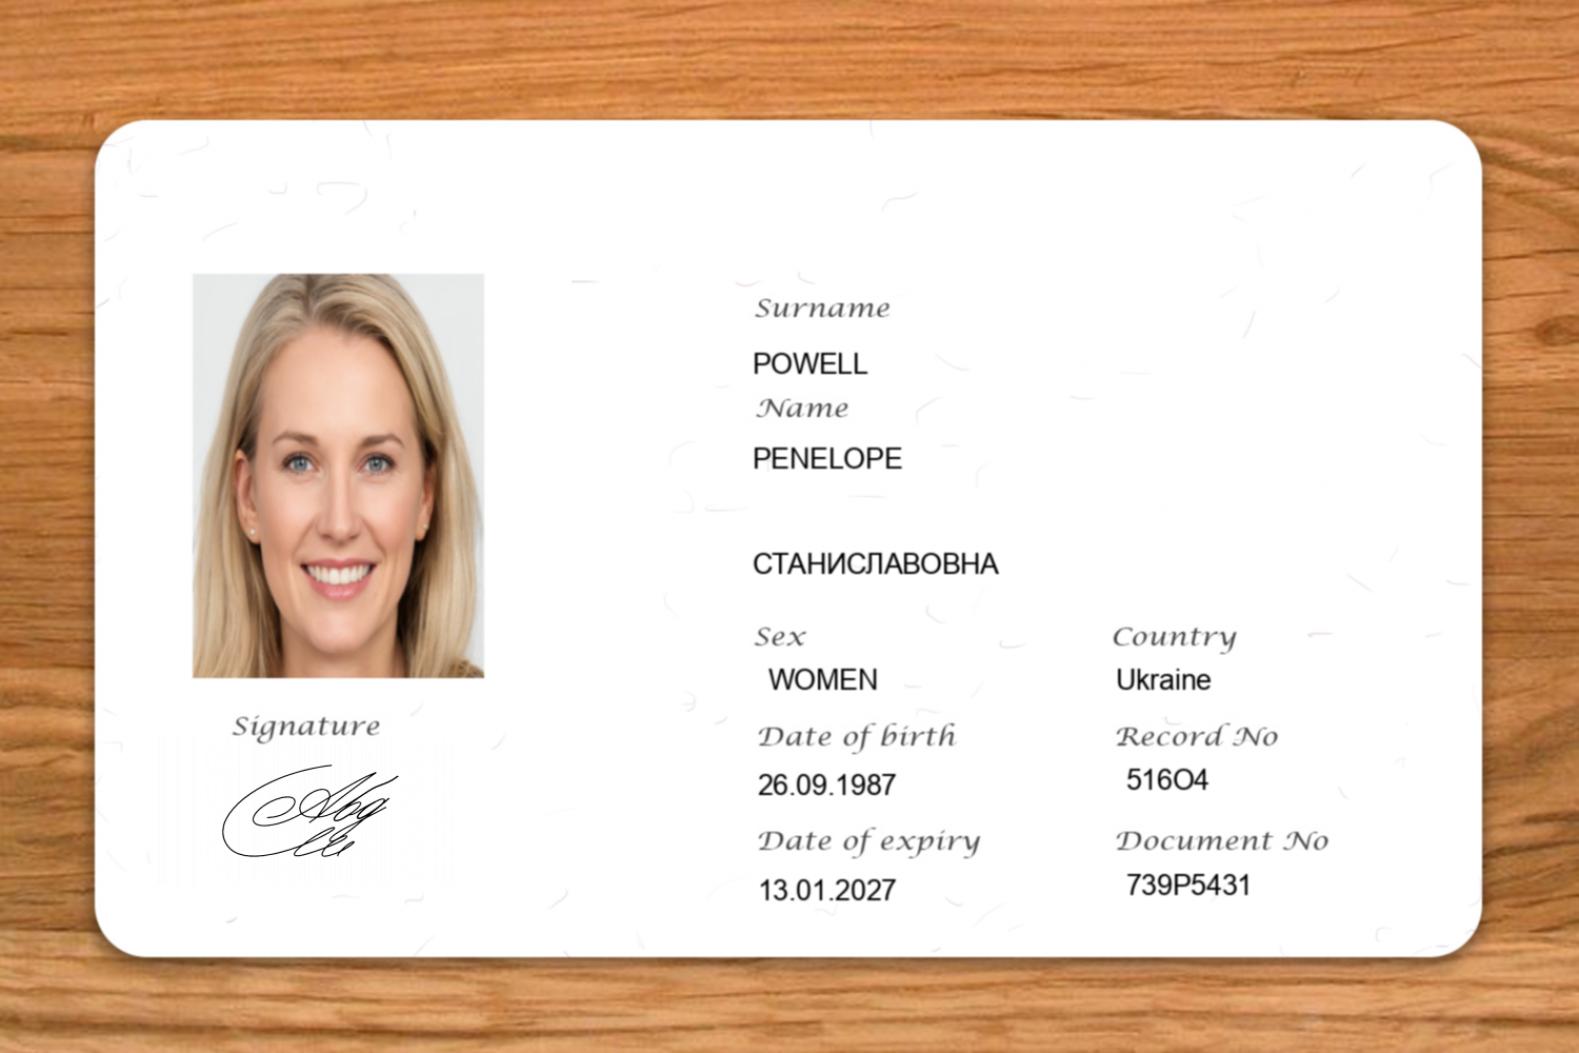 Surname
POWELL
Name
PENELOPE
СТАНИСЛАВОВНА
Sex
WOMEN
Country
Ukraine
Signature
Date of birth
26.09.1987
Record No
516O4
Date of expiry
13.01.2027
Document No
739P5431